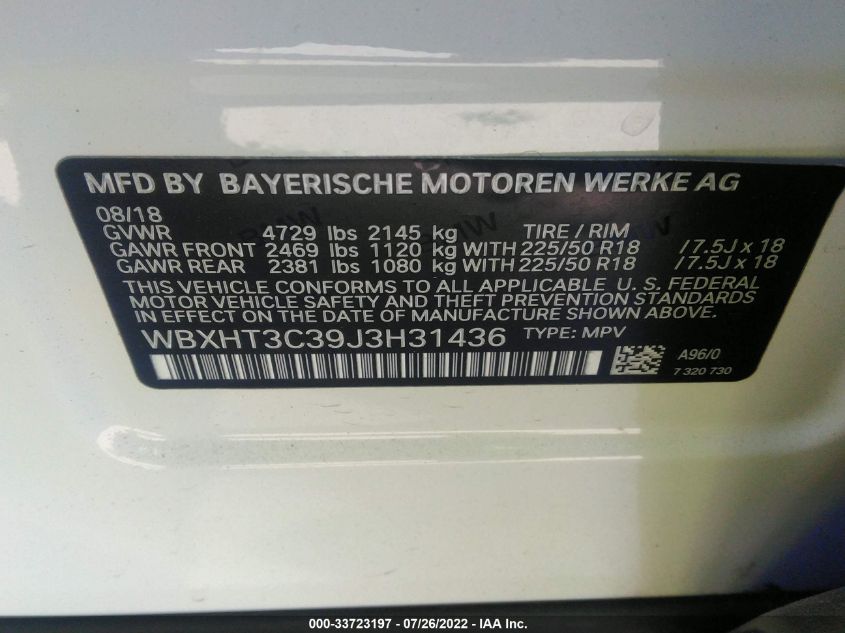 MFD BY BAYERISCHE MOTOREN WERKE AG
08/18
GVWR 4729 lbs 2145 kg TIRE / RIM
GAWR FRONT 2469 lbs 1120 kg WITH 225/50 R18 / 7.5J x 18
GAWR REAR 2381 lbs 1080 kg WITH 225/50 R18 / 7.5J x 18
THIS VEHICLE CONFORMS TO ALL APPLICABLE U. S. FEDERAL
MOTOR VEHICLE SAFETY AND THEFT PREVENTION STANDARDS
IN EFFECT ON THE DATE OF MANUFACTURE SHOWN ABOVE.
WBXHT3C39J3H31436 TYPE: MPV
A96/0
7 320 730
000-33723197 - 07/26/2022 - IAA Inc.